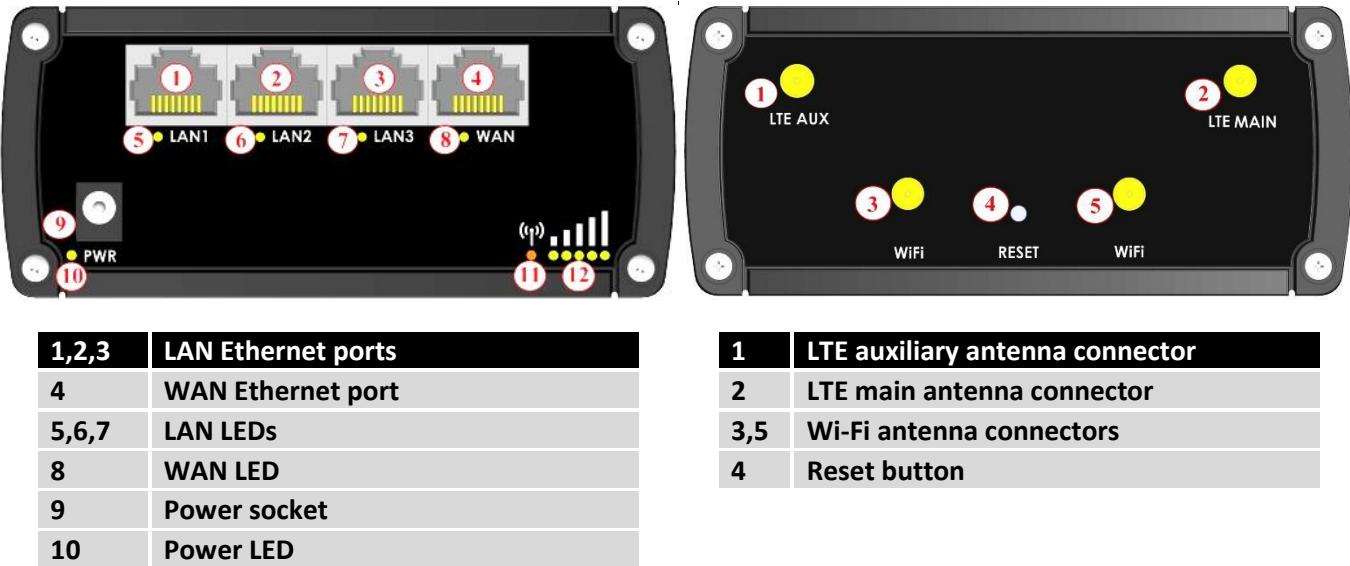 1 2 3 4
5 LAN1 6 LAN2 7 LAN3 8 WAN
9
PWR
10 11 12
1 2
LTE AUX LTE MAIN
3 4 5
WiFi RESET WiFi
1,2,3 LAN Ethernet ports
4 WAN Ethernet port
5,6,7 LAN LEDs
8 WAN LED
9 Power socket
10 Power LED
1 LTE auxiliary antenna connector
2 LTE main antenna connector
3,5 Wi-Fi antenna connectors
4 Reset button